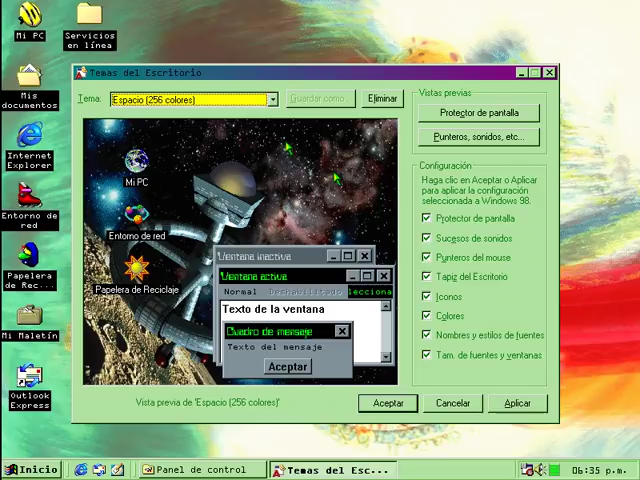 Mi PC
Servicios
en línea
Mis
documentos
Internet
Explorer
Entorno de
red
Papelera
de Rec...
Mi Maletín
Outlook
Express
Temas del Escritorio
Tema:
Espacio (256 colores)
Guardar como...
Eliminar
Vistas previas
Protector de pantalla
Punteros, sonidos, etc...
Configuración
Haga clic en Aceptar o Aplicar
para aplicar la configuración
seleccionada a Windows 98.
Protector de pantalla
Sucesos de sonidos
Punteros del mouse
Tapiz del Escritorio
Iconos
Colores
Nombres y estilos de fuentes
Tam. de fuentes y ventanas
Mi PC
Entorno de red
Papelera de Reciclaje
Ventana inactiva
Ventana activa
Normal Deshabilitado lecciona
Texto de la ventana
Cuadro de mensaje
Texto del mensaje
Aceptar
Vista previa de 'Espacio (256 colores)'
Aceptar
Cancelar
Aplicar
Inicio
Panel de control
Temas del Esc...
06:35 p.m.